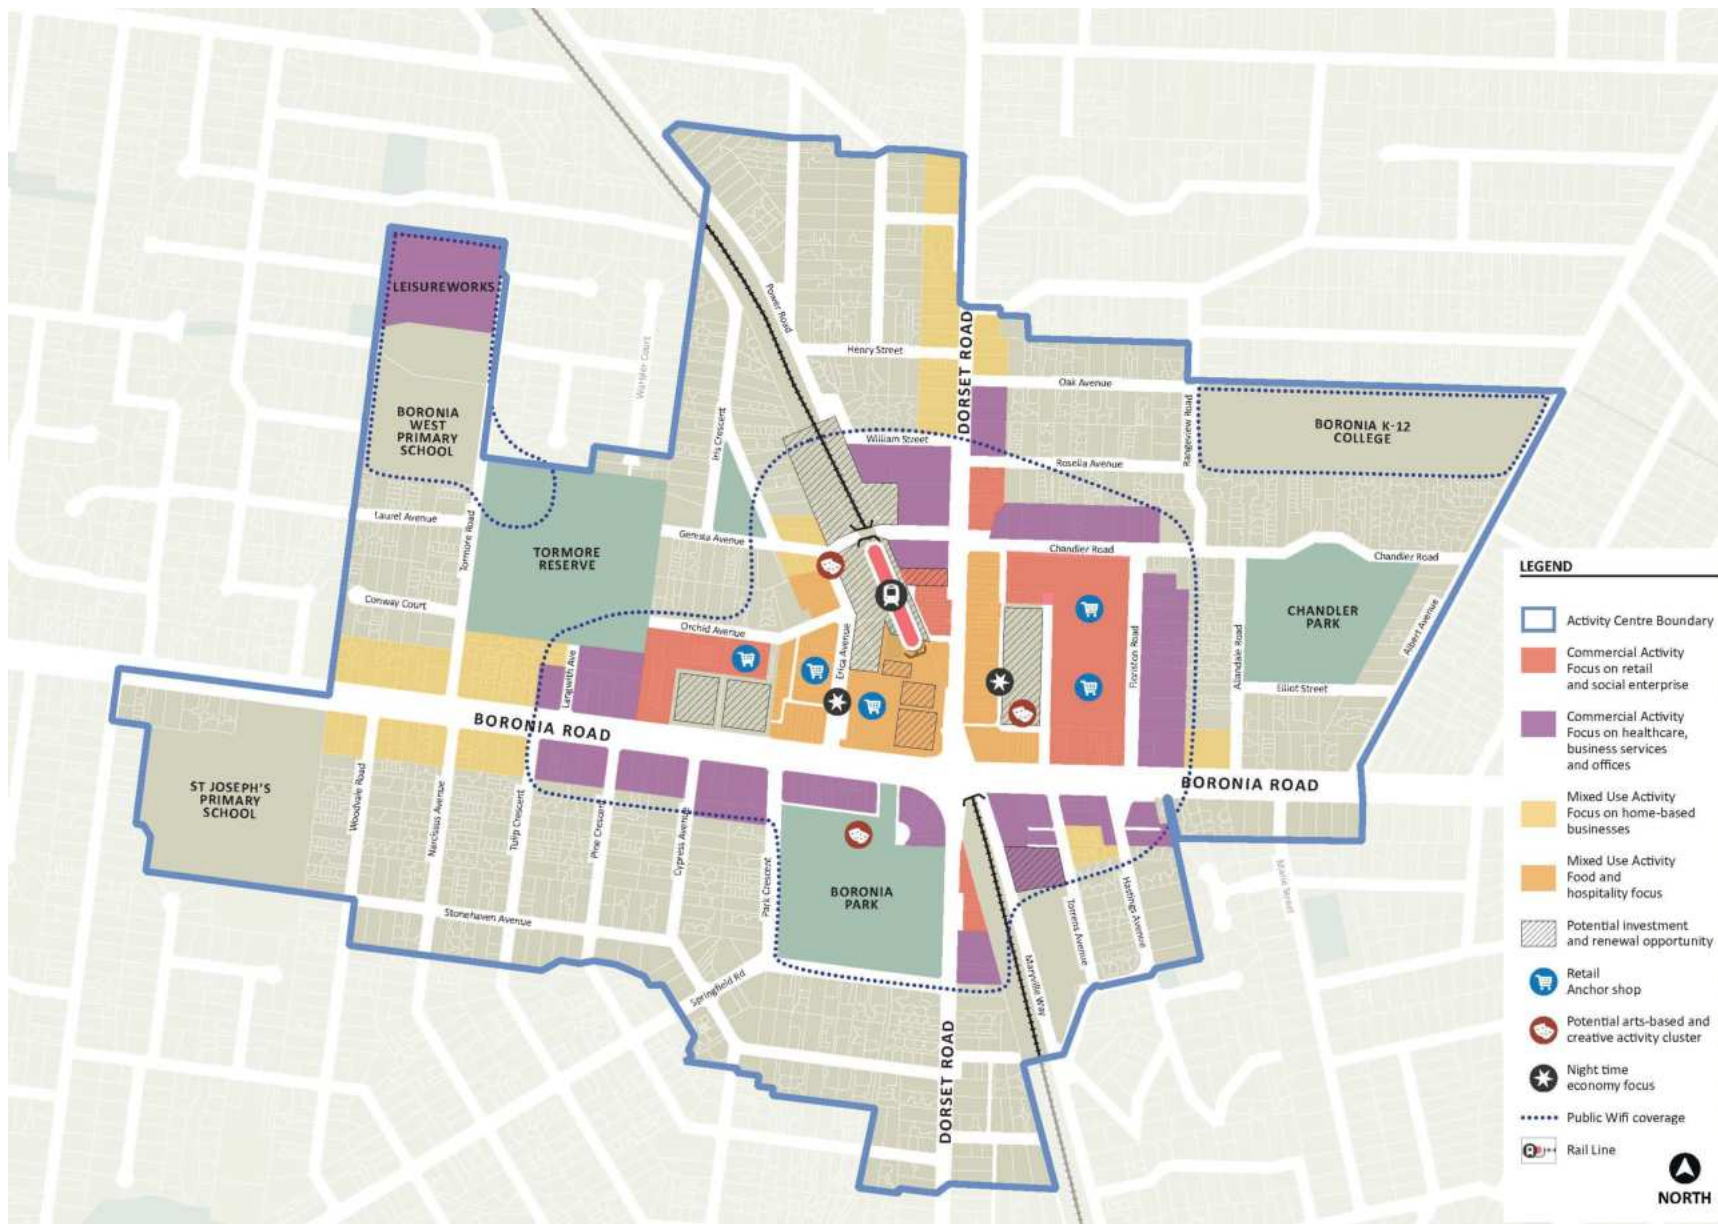 LEISUREWORKS
Power Road
DORSET ROAD
Henry Street
Wattler Court
Oak Avenue
BORONIA
WEST
PRIMARY
SCHOOL
Iris Crescent
William Street
Rangeview Road
BORONIA K-12
COLLEGE
Rosella Avenue
Laurel Avenue
Tormore Road
Geresta Avenue
TORMORE
RESERVE
Chandler Road
Chandler Road
Conway Court
Orchid Avenue
Erica Avenue
Langwith Ave
Floriston Road
Allandale Road
CHANDLER
PARK
Albert Avenue
Elliot Street
BORONIA ROAD
BORONIA ROAD
ST JOSEPH'S
PRIMARY
SCHOOL
Woodvale Road
Narcissus Avenue
Tulip Crescent
Pine Crescent
Cypress Avenue
Park Crescent
BORONIA
PARK
Stonehaven Avenue
Springfield Rd
Torrens Avenue
Hastings Avenue
Marie Street
Maryville Way
DORSET ROAD
LEGEND
Activity Centre Boundary
Commercial Activity
Focus on retail
and social enterprise
Commercial Activity
Focus on healthcare,
business services
and offices
Mixed Use Activity
Focus on home-based
businesses
Mixed Use Activity
Food and
hospitality focus
Potential investment
and renewal opportunity
Retail
Anchor shop
Potential arts-based and
creative activity cluster
Night time
economy focus
Public Wifi coverage
Rail Line
NORTH